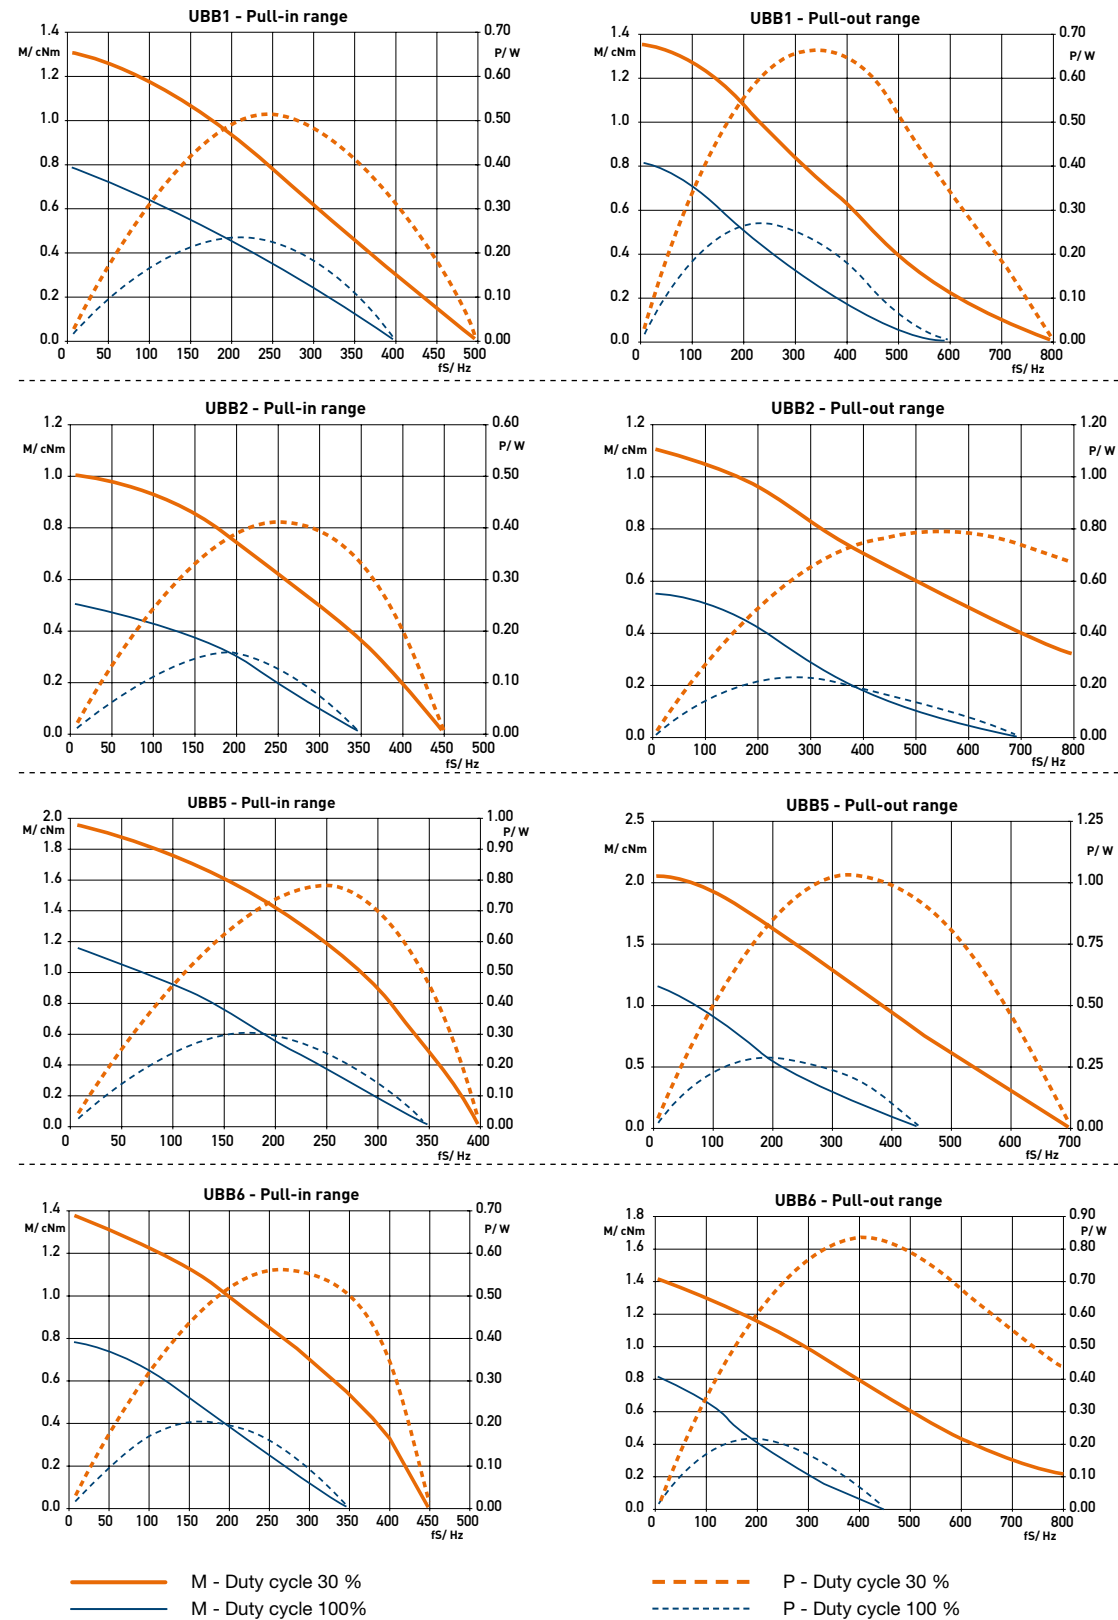 UBB1 - Pull-in range
1.4
0.70
M/ cNm
P/ W
1.2
0.60
1.0
0.50
0.8
0.40
0.6
0.30
0.4
0.20
0.2
0.10
0.0
0.00
0 50 100 150 200 250 300 350 400 450 500
fS/ Hz
UBB1 - Pull-out range
1.4
0.70
M/ cNm
P/ W
1.2
0.60
1.0
0.50
0.8
0.40
0.6
0.30
0.4
0.20
0.2
0.10
0.0
0.00
0 100 200 300 400 500 600 700 800
fS/ Hz
UBB2 - Pull-in range
1.2
0.60
M/ cNm
P/ W
1.0
0.50
0.8
0.40
0.6
0.30
0.4
0.20
0.2
0.10
0.0
0.00
0 50 100 150 200 250 300 350 400 450 500
fS/ Hz
UBB2 - Pull-out range
1.2
1.20
M/ cNm
P/ W
1.0
1.00
0.8
0.80
0.6
0.60
0.4
0.40
0.2
0.20
0.0
0.00
0 100 200 300 400 500 600 700 800
fS/ Hz
UBB5 - Pull-in range
2.0
1.00
M/ cNm
P/ W
1.8
0.90
1.6
0.80
1.4
0.70
1.2
0.60
1.0
0.50
0.8
0.40
0.6
0.30
0.4
0.20
0.2
0.10
0.0
0.00
0 50 100 150 200 250 300 350 400
fS/ Hz
UBB5 - Pull-out range
2.5
1.25
M/ cNm
P/ W
2.0
1.00
1.5
0.75
1.0
0.50
0.5
0.25
0.0
0.00
0 100 200 300 400 500 600 700
fS/ Hz
UBB6 - Pull-in range
1.4
0.70
M/ cNm
P/ W
1.2
0.60
1.0
0.50
0.8
0.40
0.6
0.30
0.4
0.20
0.2
0.10
0.0
0.00
0 50 100 150 200 250 300 350 400 450 500
fS/ Hz
UBB6 - Pull-out range
1.8
0.90
M/ cNm
P/ W
1.6
0.80
1.4
0.70
1.2
0.60
1.0
0.50
0.8
0.40
0.6
0.30
0.4
0.20
0.2
0.10
0.0
0.00
0 100 200 300 400 500 600 700 800
fS/ Hz
M - Duty cycle 30 %
P - Duty cycle 30 %
M - Duty cycle 100%
P - Duty cycle 100 %